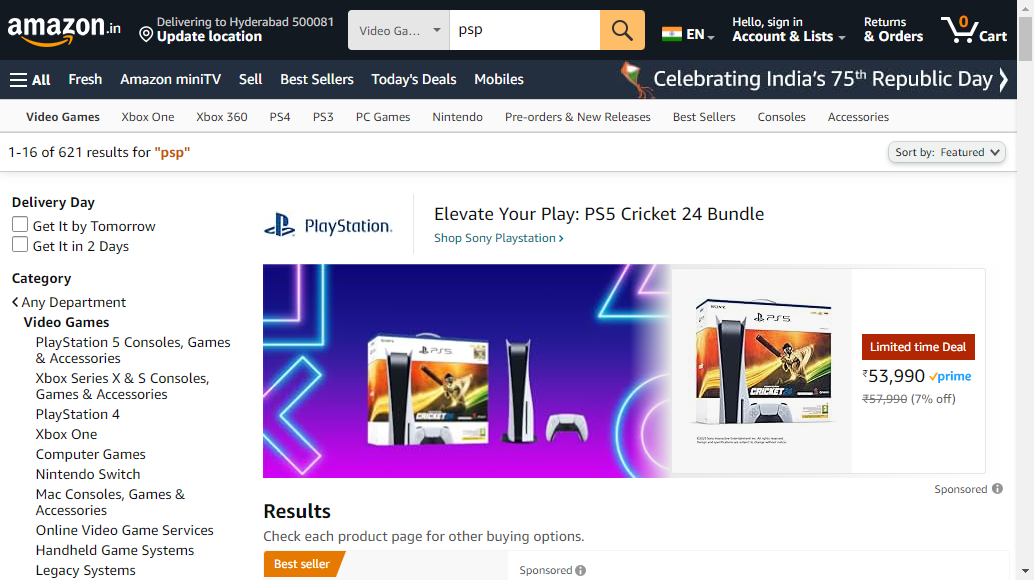 amazon.in
Delivering to Hyderabad 500081
Update location
Video Ga...
psp
EN
Hello, sign in
Account & Lists
Returns
& Orders
0
Cart
All
Fresh
Amazon miniTV
Sell
Best Sellers
Today's Deals
Mobiles
Celebrating India's 75th Republic Day
Video Games
Xbox One
Xbox 360
PS4
PS3
PC Games
Nintendo
Pre-orders & New Releases
Best Sellers
Consoles
Accessories
1-16 of 621 results for "psp"
Sort by: Featured
Delivery Day
Get It by Tomorrow
Get It in 2 Days
Category
Any Department
Video Games
PlayStation 5 Consoles, Games
& Accessories
Xbox Series X & S Consoles,
Games & Accessories
PlayStation 4
Xbox One
Computer Games
Nintendo Switch
Mac Consoles, Games &
Accessories
Online Video Game Services
Handheld Game Systems
Legacy Systems
PlayStation.
Elevate Your Play: PS5 Cricket 24 Bundle
Shop Sony Playstation
PS5
CRICKET 24
SONY
PS5
CRICKET 24
Limited time Deal
₹53,990 prime
₹57,990 (7% off)
Sponsored
Results
Check each product page for other buying options.
Best seller
Sponsored